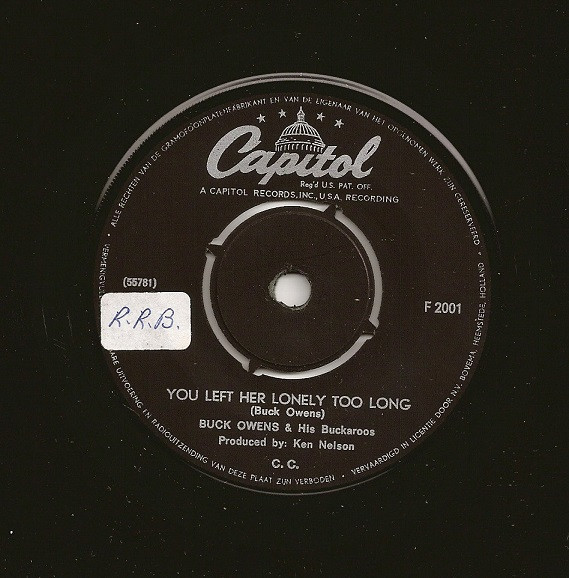 ALLE RECHTEN VAN DE GRAMOFOONPLATENFABRIKANT EN VAN DE EIGENAAR VAN HET OPGENOMEN WERK ZIJN GERESERVEERD
Capitol
Reg'd U.S. PAT. OFF.
A CAPITOL RECORDS, INC., U.S.A. RECORDING
(55781)
F 2001
R.R.B.
YOU LEFT HER LONELY TOO LONG
(Buck Owens)
BUCK OWENS & His Buckaroos
Produced by: Ken Nelson
C. C.
UITVOERING EN RADIOUITZENDING VAN DEZE PLAAT ZIJN VERBODEN
VERVAARDIGD IN LICENTIE DOOR N.V. BOVEMA, HEEMSTEDE, HOLLAND